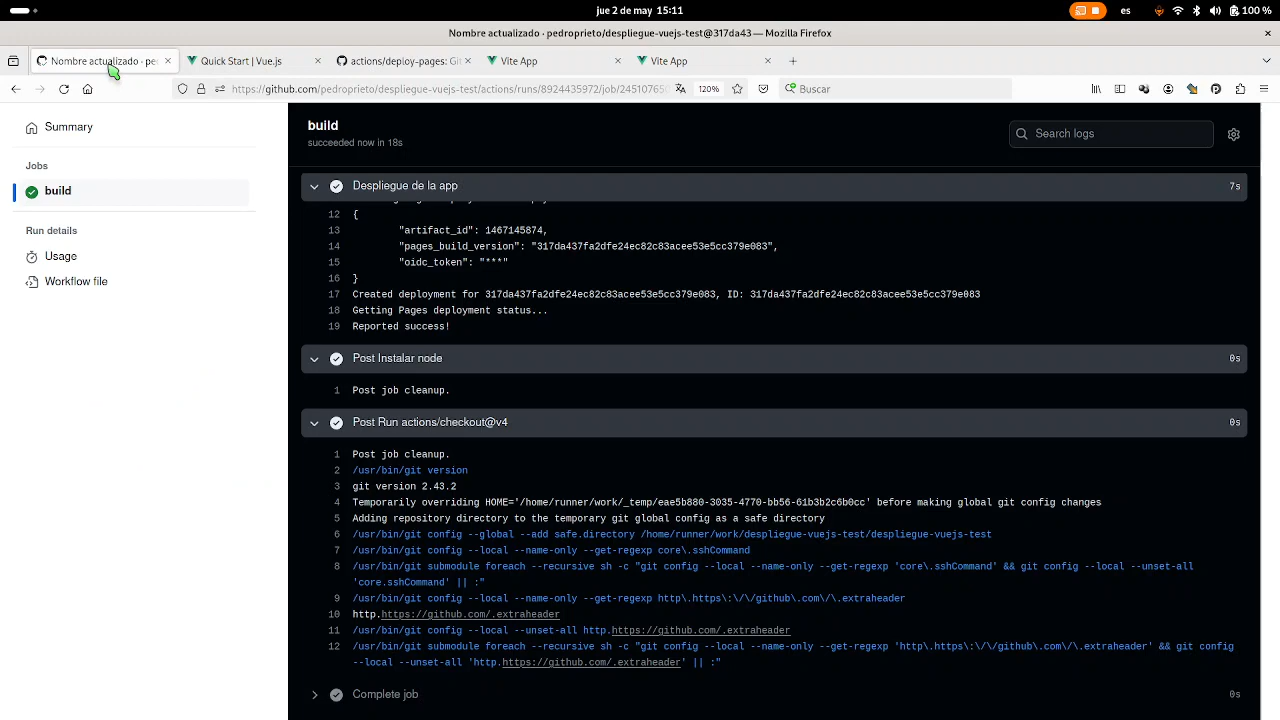 jue 2 de may 15:11
es
100 %
Nombre actualizado · pedroprieto/despliegue-vuejs-test@317da43 — Mozilla Firefox
Nombre actualizado · pe
Quick Start | Vue.js
actions/deploy-pages: Git
Vite App
Vite App
https://github.com/pedroprieto/despliegue-vuejs-test/actions/runs/8924435972/job/24510765
120%
Buscar
Summary
Jobs
build
Run details
Usage
Workflow file
build
succeeded now in 18s
Search logs
Despliegue de la app
7s
12 {
13 "artifact_id": 1467145874,
14 "pages_build_version": "317da437fa2dfe24ec82c83acee53e5cc379e083",
15 "oidc_token": "***"
16 }
17 Created deployment for 317da437fa2dfe24ec82c83acee53e5cc379e083, ID: 317da437fa2dfe24ec82c83acee53e5cc379e083
18 Getting Pages deployment status...
19 Reported success!
Post Instalar node
0s
1 Post job cleanup.
Post Run actions/checkout@v4
0s
1 Post job cleanup.
2 /usr/bin/git version
3 git version 2.43.2
4 Temporarily overriding HOME='/home/runner/work/_temp/eae5b880-3035-4770-bb56-61b3b2c6b0cc' before making global git config changes
5 Adding repository directory to the temporary git global config as a safe directory
6 /usr/bin/git config --global --add safe.directory /home/runner/work/despliegue-vuejs-test/despliegue-vuejs-test
7 /usr/bin/git config --local --name-only --get-regexp core\.sshCommand
8 /usr/bin/git submodule foreach --recursive sh -c "git config --local --name-only --get-regexp 'core\.sshCommand' && git config --local --unset-all
'core.sshCommand' || :"
9 /usr/bin/git config --local --name-only --get-regexp http\.https\:\/\/github\.com\/\.extraheader
10 http.https://github.com/.extraheader
11 /usr/bin/git config --local --unset-all http.https://github.com/.extraheader
12 /usr/bin/git submodule foreach --recursive sh -c "git config --local --name-only --get-regexp 'http\.https\:\/\/github\.com\/\.extraheader' && git config
--local --unset-all 'http.https://github.com/.extraheader' || :"
Complete job
0s